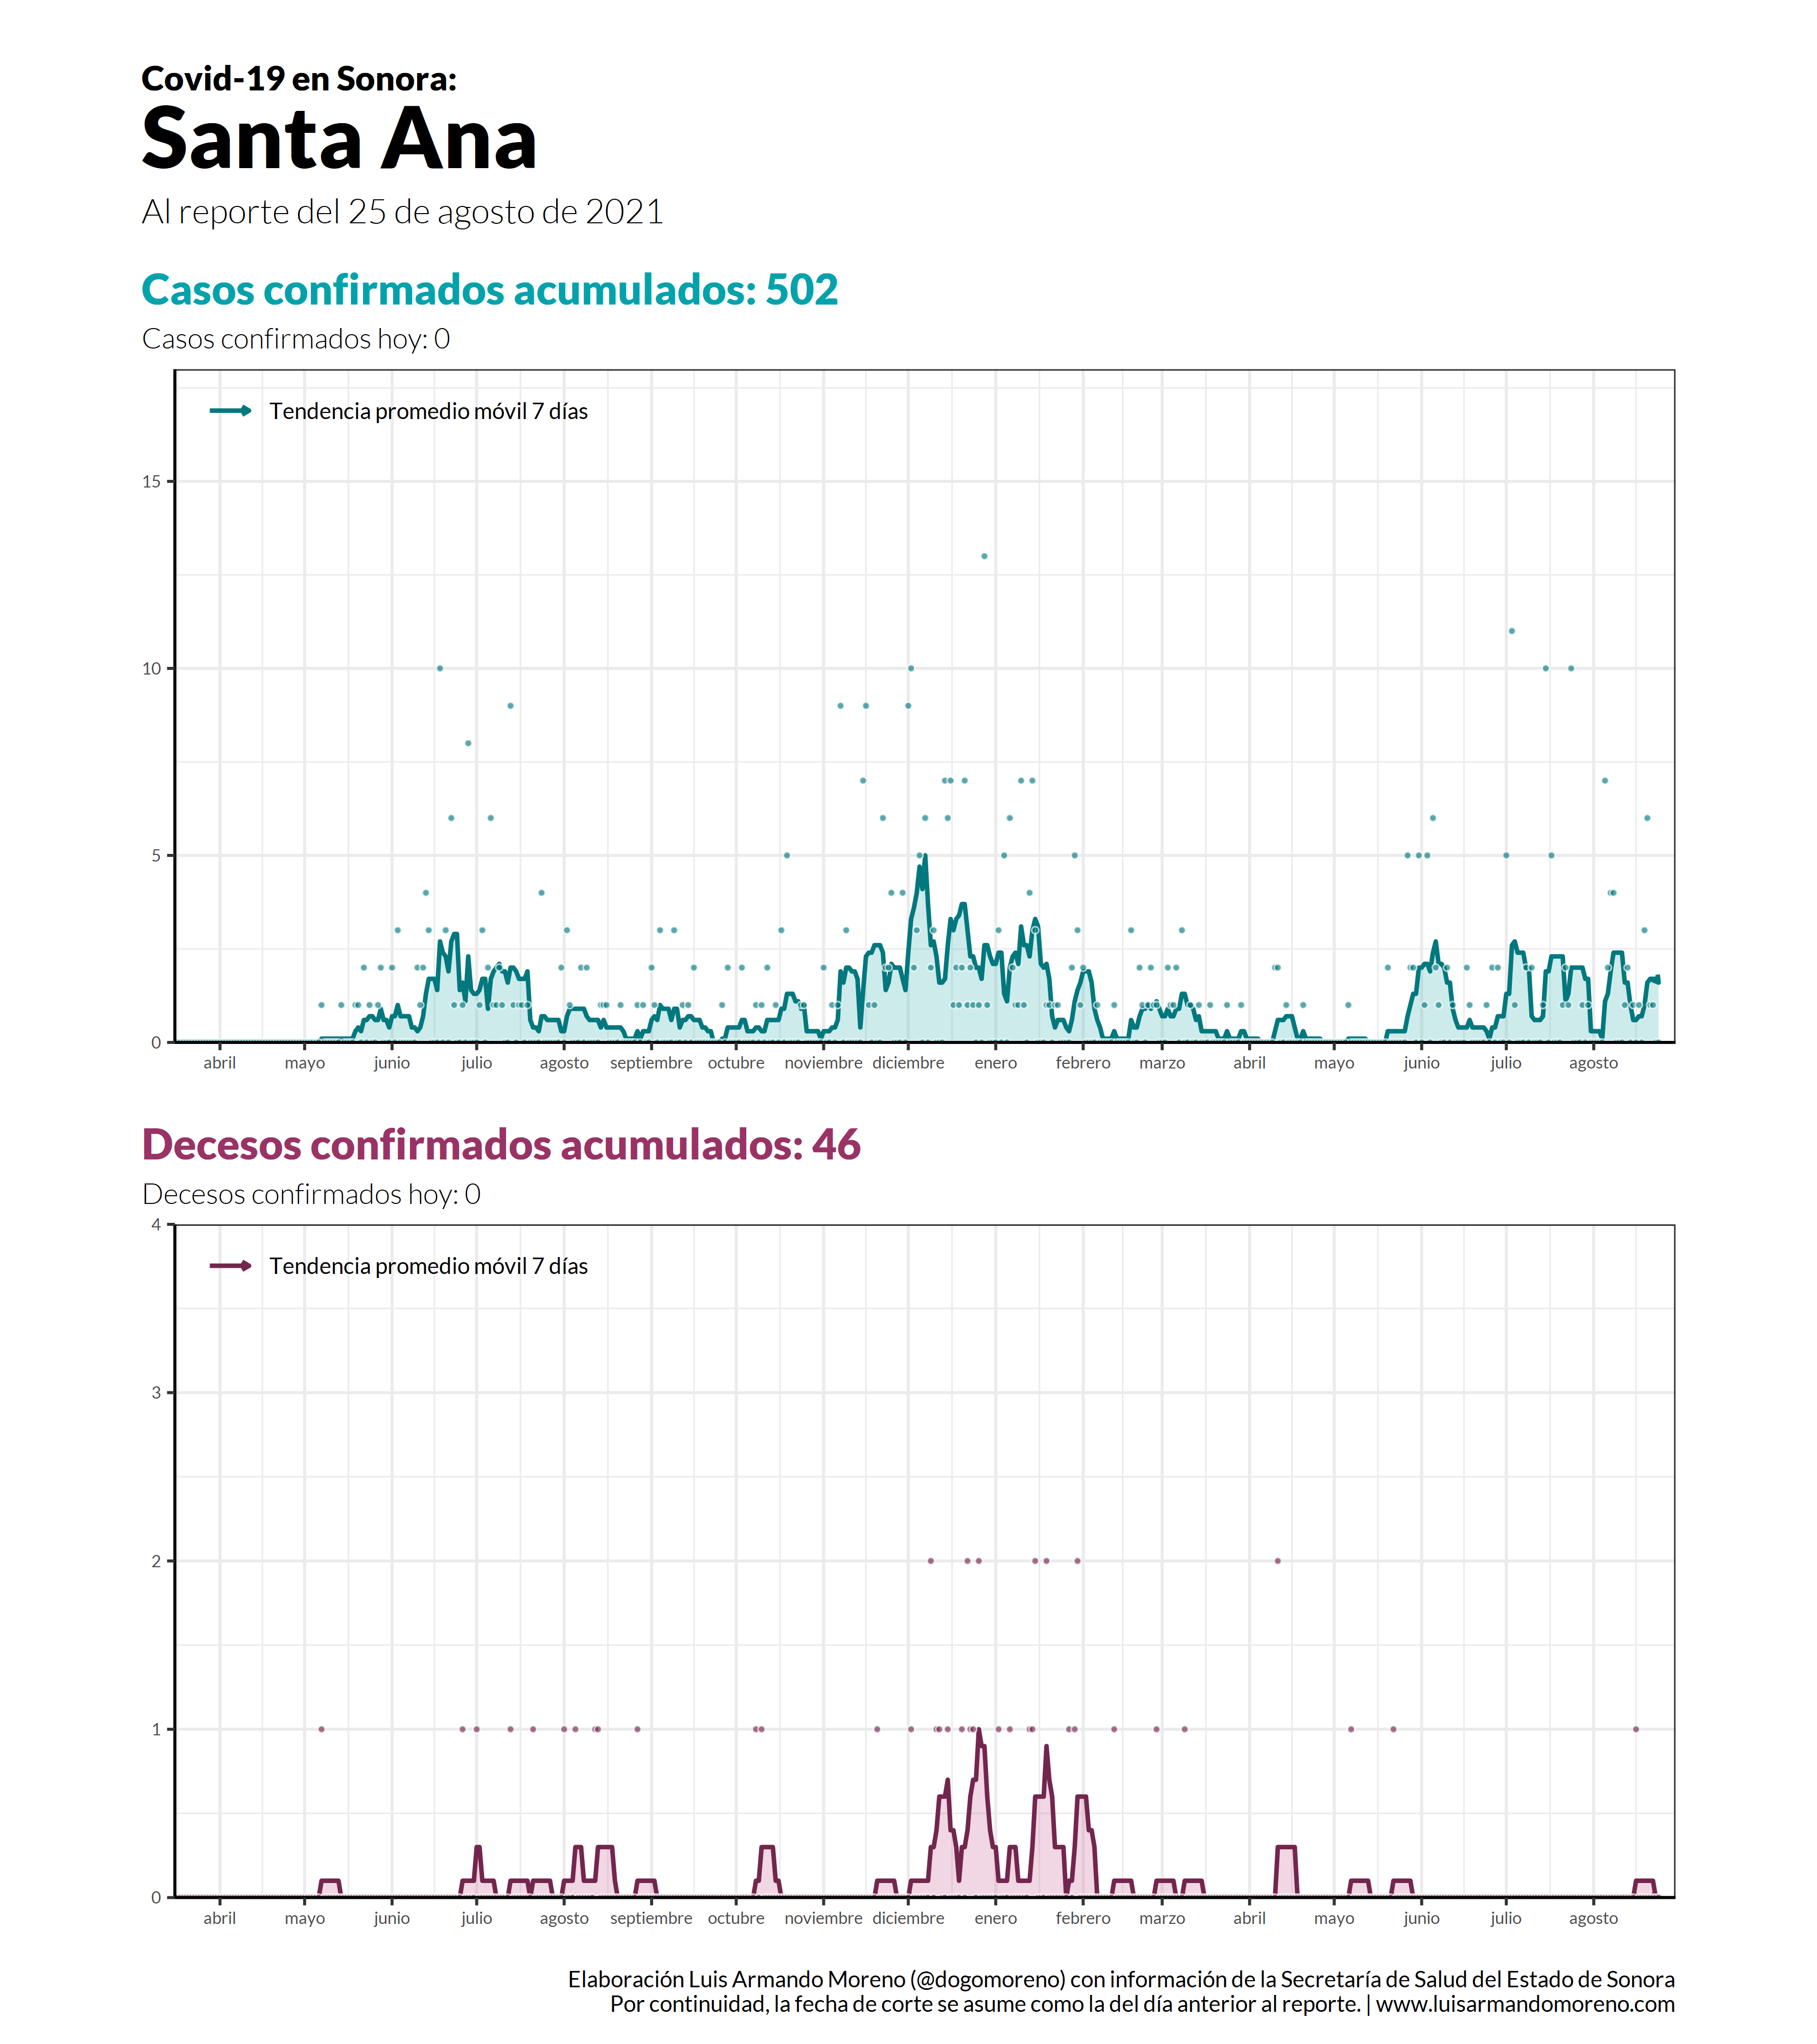 Covid-19 en Sonora:
Santa Ana
Al reporte del 25 de agosto de 2021
Casos confirmados acumulados: 502
Casos confirmados hoy: 0
Tendencia promedio móvil 7 días
15
10
5
0
abril mayo junio julio agosto septiembre octubre noviembre diciembre enero febrero marzo abril mayo junio julio agosto
Decesos confirmados acumulados: 46
Decesos confirmados hoy: 0
4
Tendencia promedio móvil 7 días
3
2
1
0
abril mayo junio julio agosto septiembre octubre noviembre diciembre enero febrero marzo abril mayo junio julio agosto
Elaboración Luis Armando Moreno (@dogomoreno) con información de la Secretaría de Salud del Estado de Sonora
Por continuidad, la fecha de corte se asume como la del día anterior al reporte. | www.luisarmandomoreno.com